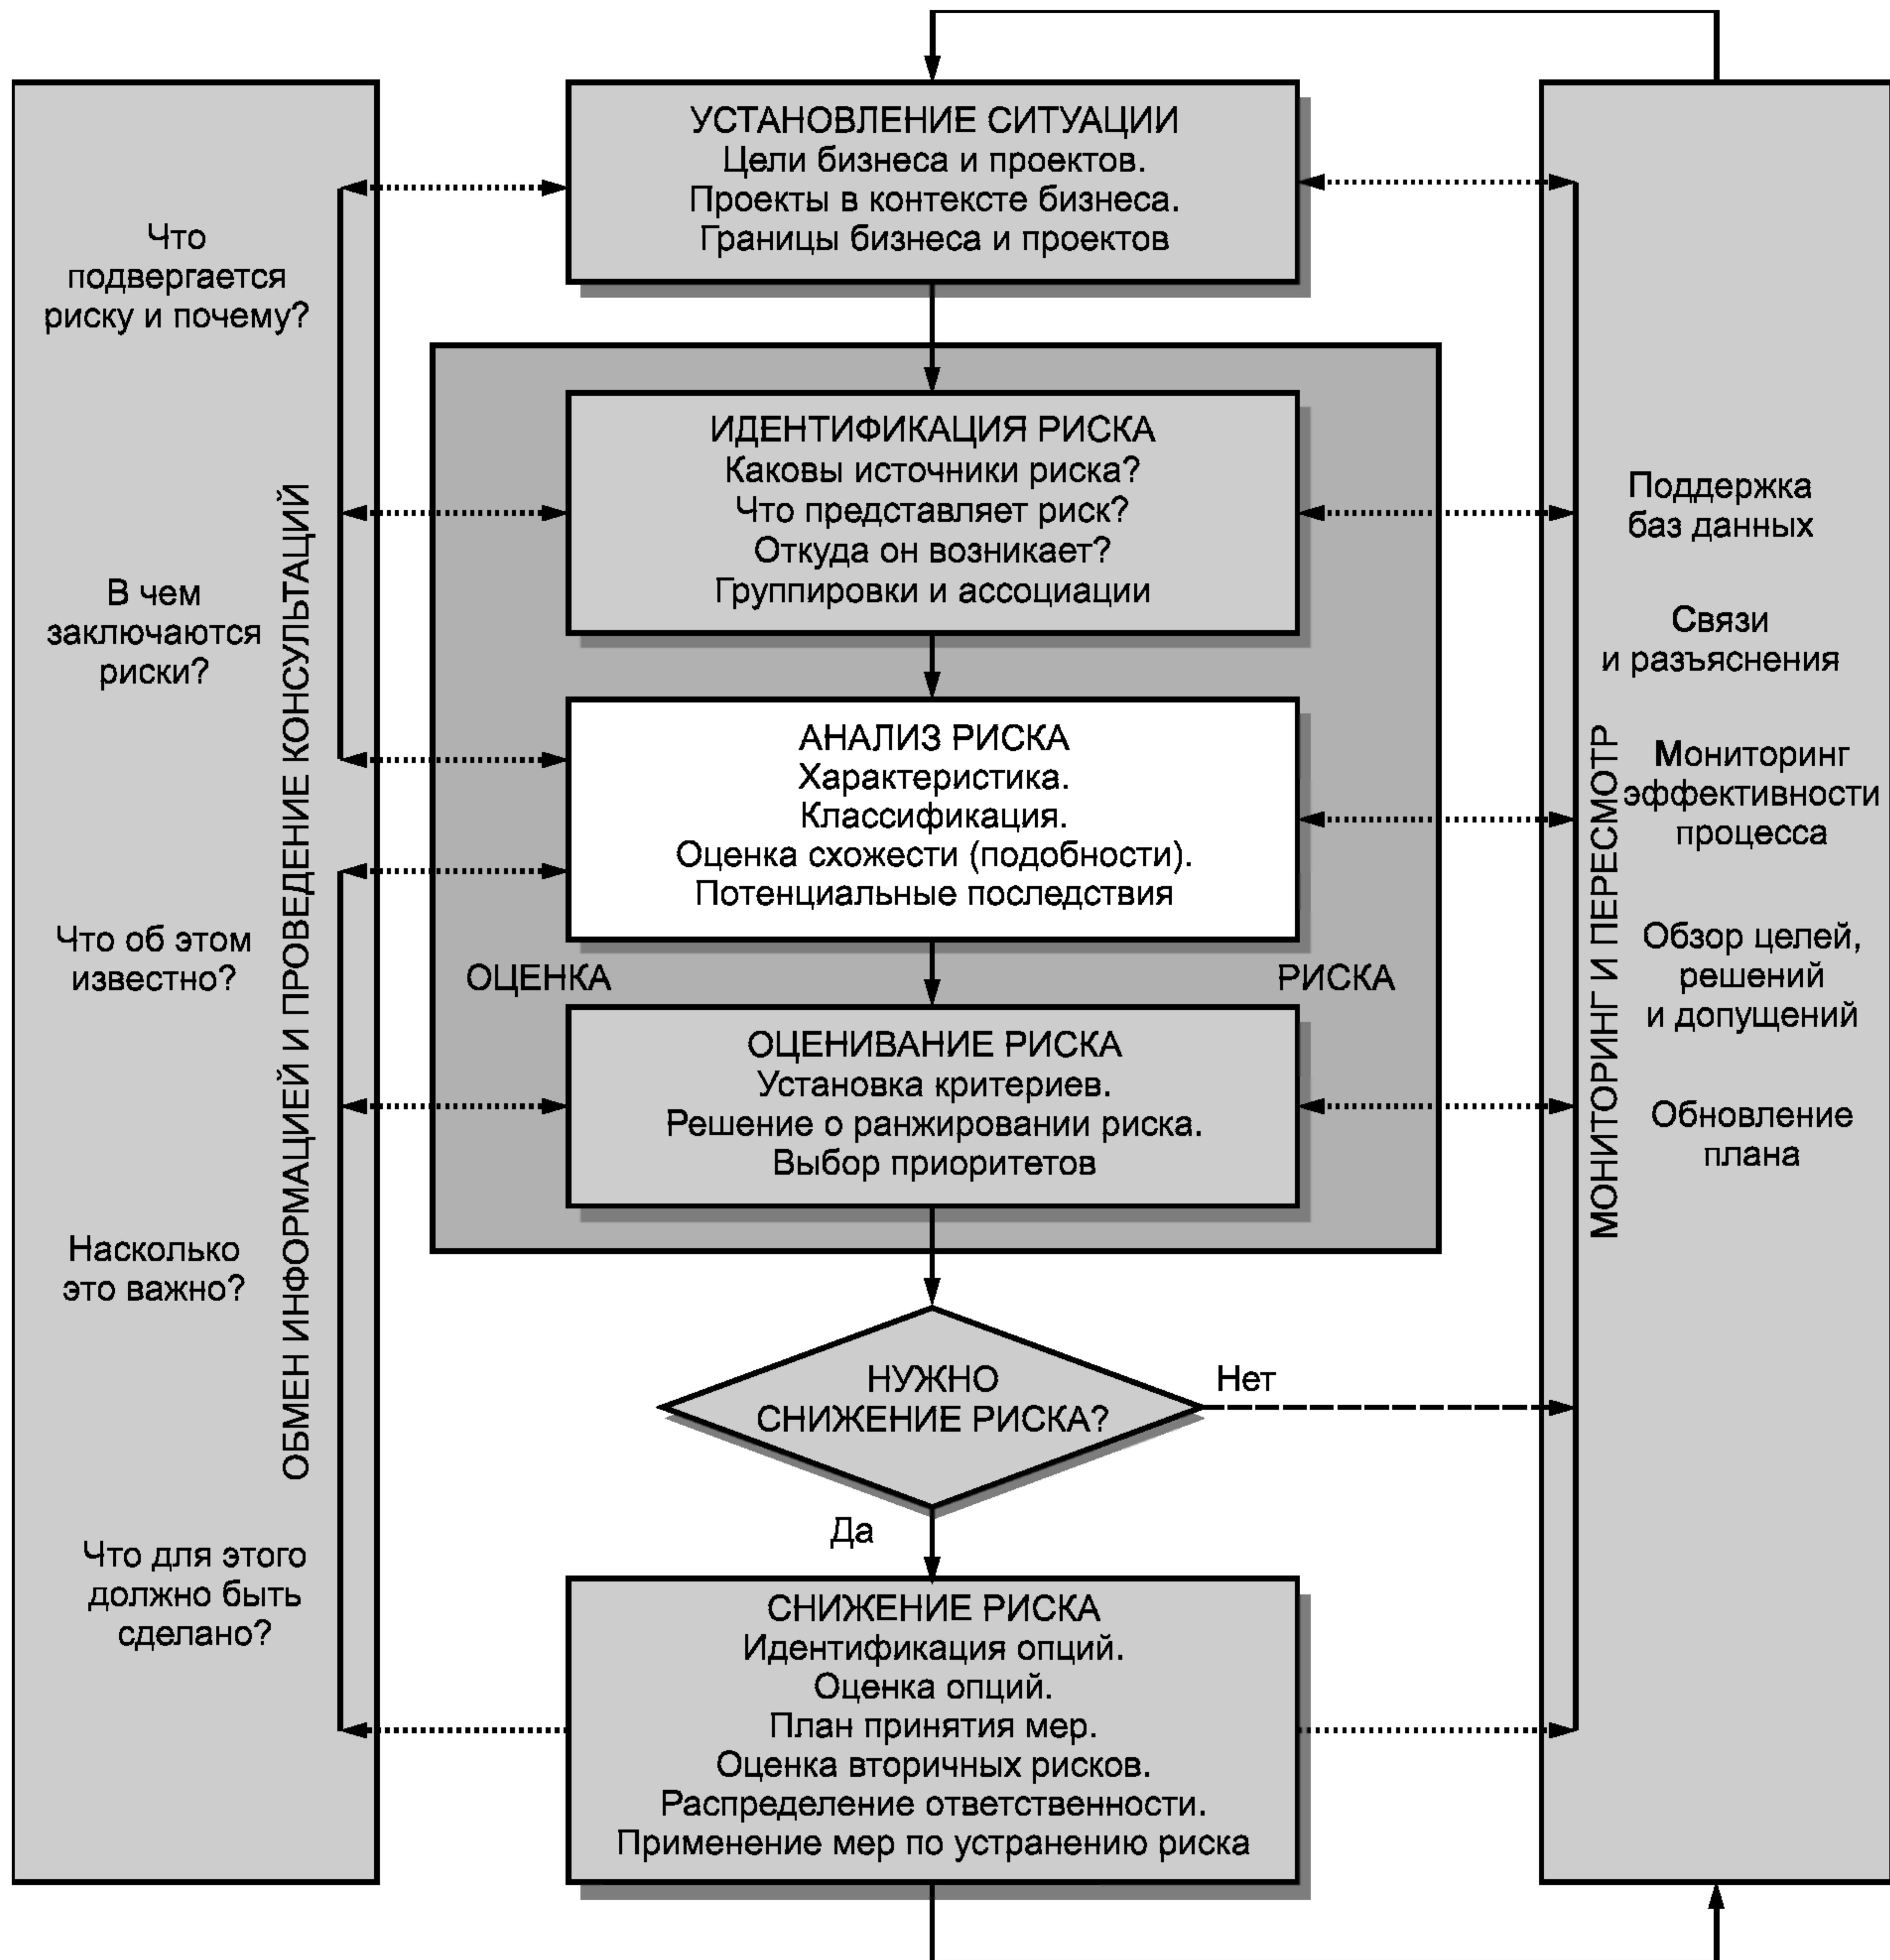 УСТАНОВЛЕНИЕ СИТУАЦИИ
Цели бизнеса и проектов.
Проекты в контексте бизнеса.
Границы бизнеса и проектов
ИДЕНТИФИКАЦИЯ РИСКА
Каковы источники риска?
Что представляет риск?
Откуда он возникает?
Группировки и ассоциации
АНАЛИЗ РИСКА
Характеристика.
Классификация.
Оценка схожести (подобности).
Потенциальные последствия
ОЦЕНКА РИСКА
ОЦЕНИВАНИЕ РИСКА
Установка критериев.
Решение о ранжировании риска.
Выбор приоритетов
НУЖНО
СНИЖЕНИЕ РИСКА?
Нет
Да
СНИЖЕНИЕ РИСКА
Идентификация опций.
Оценка опций.
План принятия мер.
Оценка вторичных рисков.
Распределение ответственности.
Применение мер по устранению риска
Что
подвергается
риску и почему?
В чем
заключаются
риски?
Что об этом
известно?
Насколько
это важно?
Что для этого
должно быть
сделано?
ОБМЕН ИНФОРМАЦИЕЙ И ПРОВЕДЕНИЕ КОНСУЛЬТАЦИЙ
МОНИТОРИНГ И ПЕРЕСМОТР
Поддержка
баз данных
Связи
и разъяснения
Мониторинг
эффективности
процесса
Обзор целей,
решений
и допущений
Обновление
плана